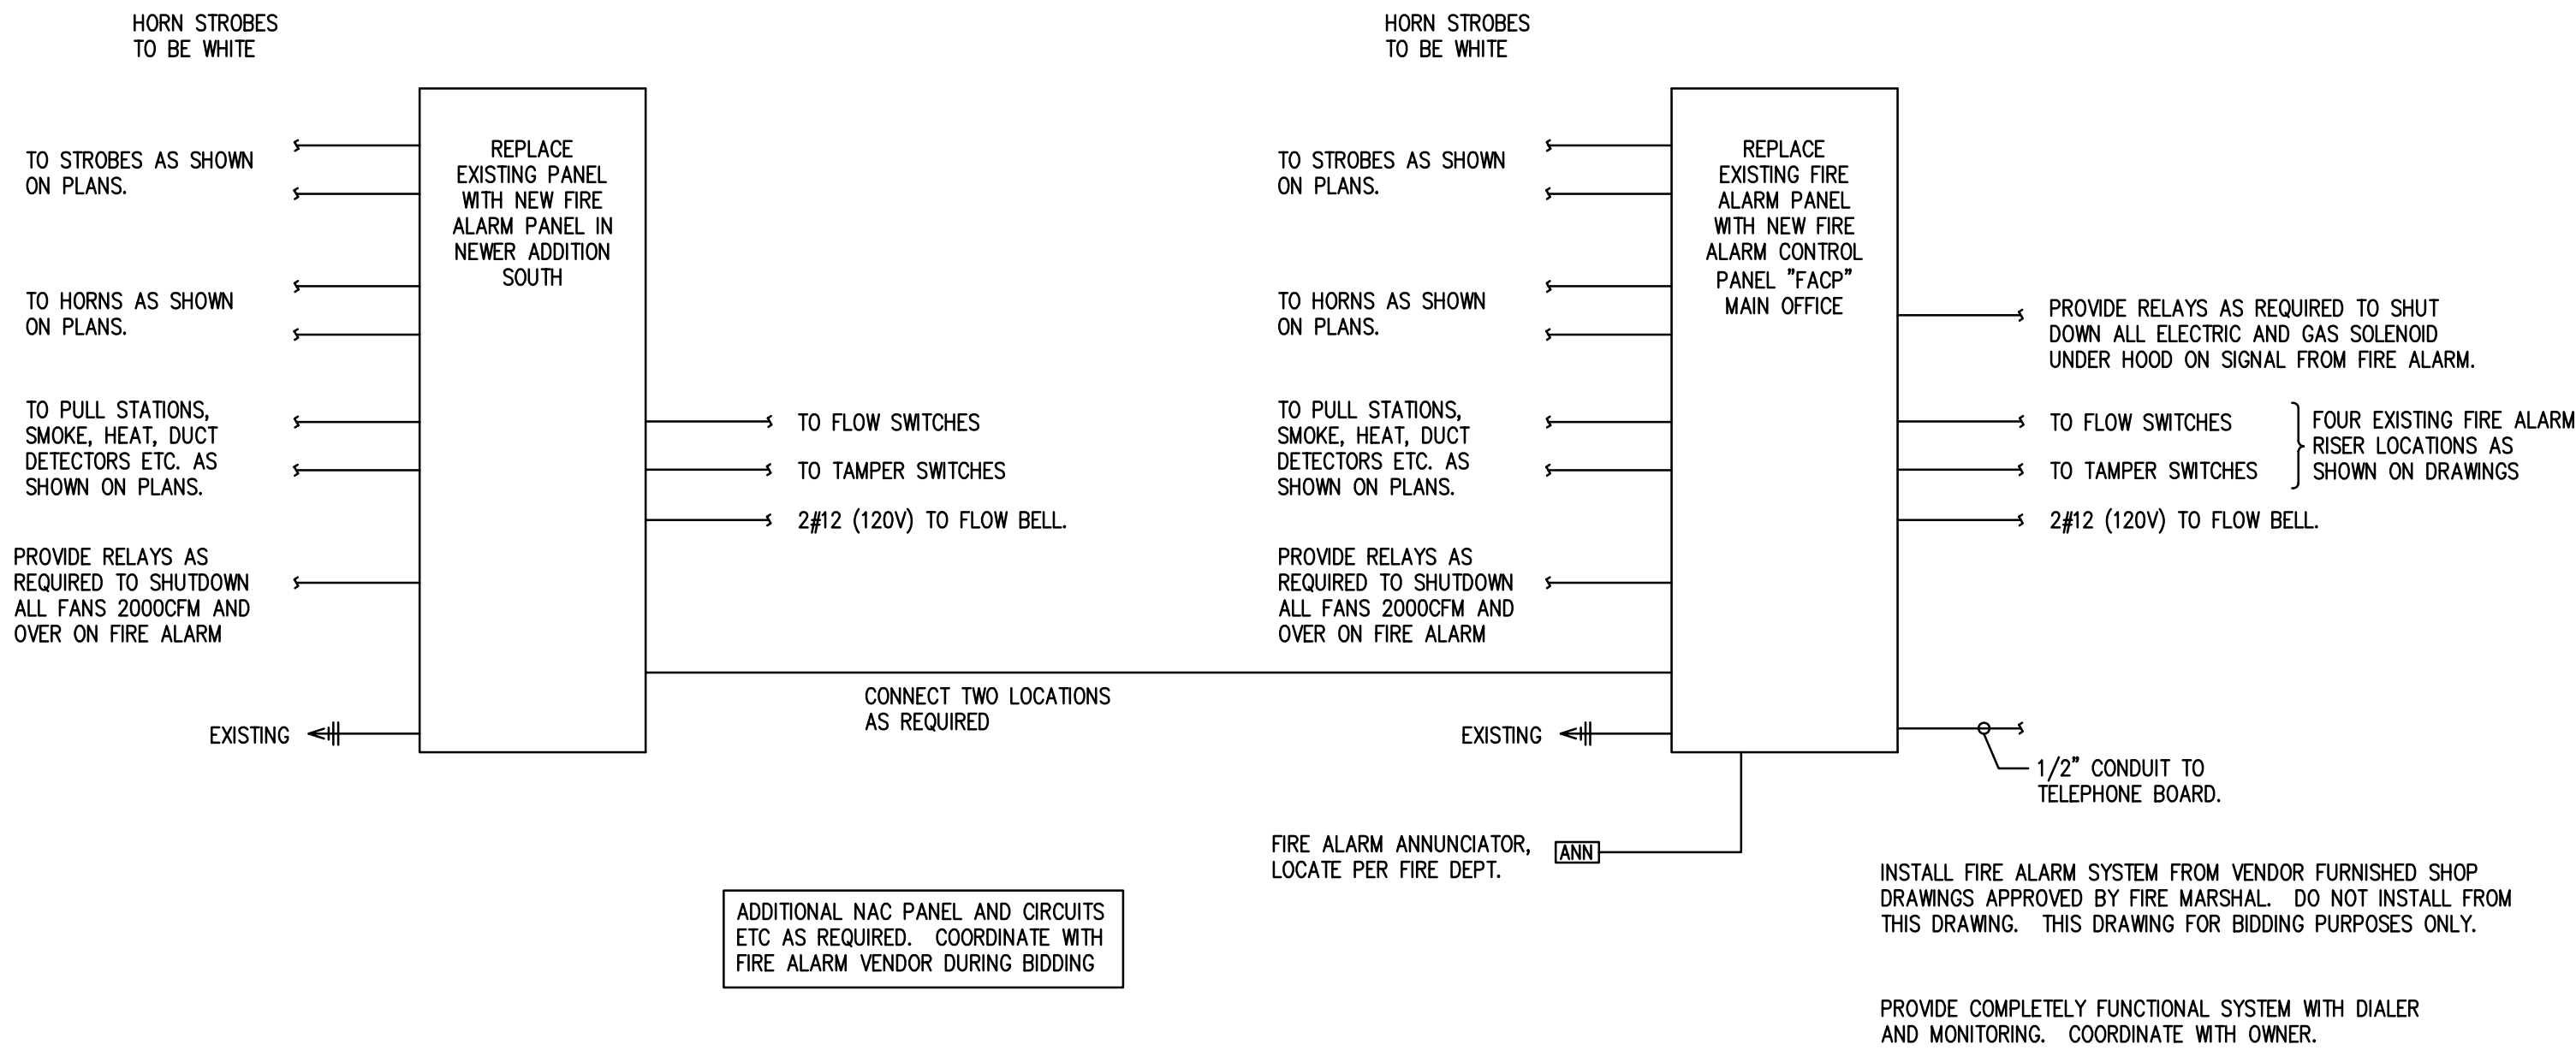 HORN STROBES
TO BE WHITE
TO STROBES AS SHOWN
ON PLANS.
TO HORNS AS SHOWN
ON PLANS.
TO PULL STATIONS,
SMOKE, HEAT, DUCT
DETECTORS ETC. AS
SHOWN ON PLANS.
PROVIDE RELAYS AS
REQUIRED TO SHUTDOWN
ALL FANS 2000CFM AND
OVER ON FIRE ALARM
EXISTING
REPLACE
EXISTING PANEL
WITH NEW FIRE
ALARM PANEL IN
NEWER ADDITION
SOUTH
TO FLOW SWITCHES
TO TAMPER SWITCHES
2#12 (120V) TO FLOW BELL.
CONNECT TWO LOCATIONS
AS REQUIRED
ADDITIONAL NAC PANEL AND CIRCUITS
ETC AS REQUIRED.  COORDINATE WITH
FIRE ALARM VENDOR DURING BIDDING
HORN STROBES
TO BE WHITE
TO STROBES AS SHOWN
ON PLANS.
TO HORNS AS SHOWN
ON PLANS.
TO PULL STATIONS,
SMOKE, HEAT, DUCT
DETECTORS ETC. AS
SHOWN ON PLANS.
PROVIDE RELAYS AS
REQUIRED TO SHUTDOWN
ALL FANS 2000CFM AND
OVER ON FIRE ALARM
EXISTING
FIRE ALARM ANNUNCIATOR,
LOCATE PER FIRE DEPT.
ANN
REPLACE
EXISTING FIRE
ALARM PANEL
WITH NEW FIRE
ALARM CONTROL
PANEL "FACP"
MAIN OFFICE
PROVIDE RELAYS AS REQUIRED TO SHUT
DOWN ALL ELECTRIC AND GAS SOLENOID
UNDER HOOD ON SIGNAL FROM FIRE ALARM.
TO FLOW SWITCHES
TO TAMPER SWITCHES
FOUR EXISTING FIRE ALARM
RISER LOCATIONS AS
SHOWN ON DRAWINGS
2#12 (120V) TO FLOW BELL.
1/2" CONDUIT TO
TELEPHONE BOARD.
INSTALL FIRE ALARM SYSTEM FROM VENDOR FURNISHED SHOP
DRAWINGS APPROVED BY FIRE MARSHAL.  DO NOT INSTALL FROM
THIS DRAWING.  THIS DRAWING FOR BIDDING PURPOSES ONLY.
PROVIDE COMPLETELY FUNCTIONAL SYSTEM WITH DIALER
AND MONITORING.  COORDINATE WITH OWNER.